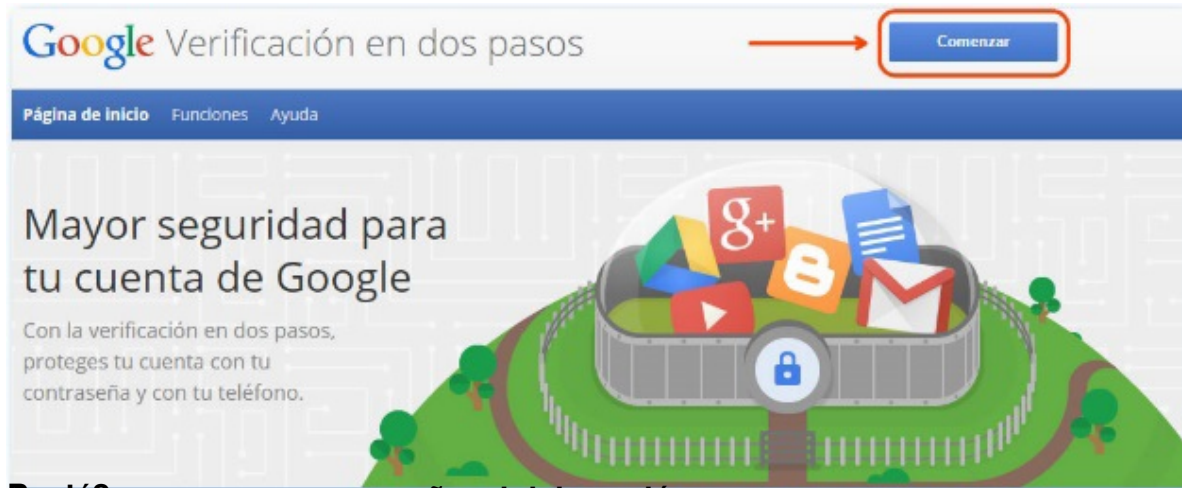 Google Verificación en dos pasos
Comenzar
Página de inicio Funciones Ayuda
g+
Mayor seguridad para
tu cuenta de Google
Con la verificación en dos pasos,
proteges tu cuenta con tu
contraseña y con tu teléfono.